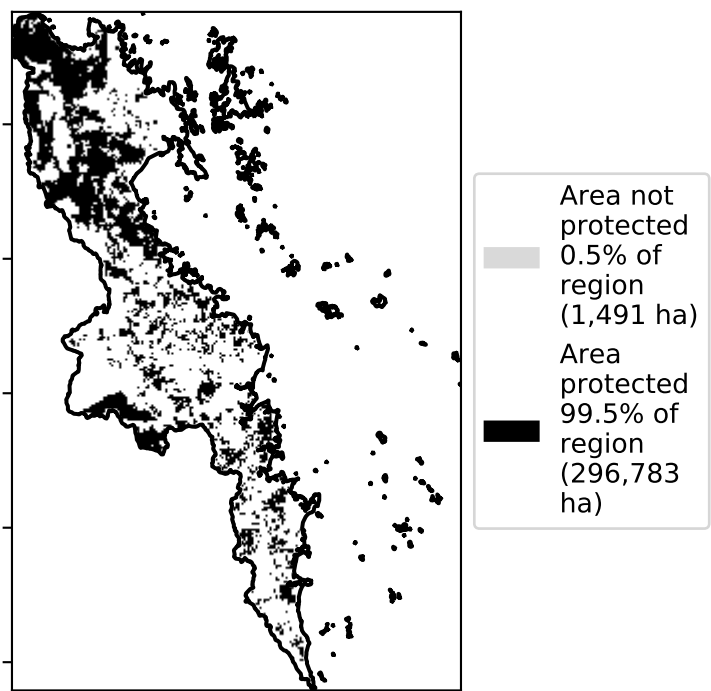 Area not
protected
0.5% of
region
(1,491 ha)
Area
protected
99.5% of
region
(296,783
ha)